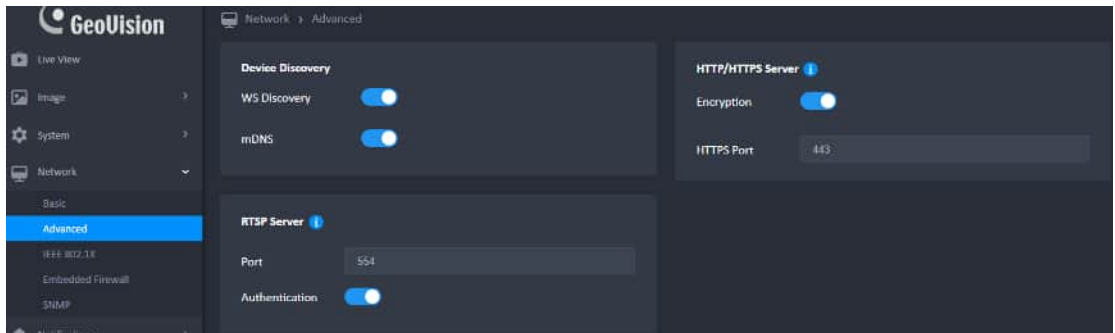 GeoVision
Network › Advanced
Live View
Image
System
Network
Basic
Advanced
IEEE 802.1X
Embedded Firewall
SNMP
Device Discovery
WS Discovery
mDNS
HTTP/HTTPS Server
Encryption
HTTPS Port 443
RTSP Server
Port 554
Authentication